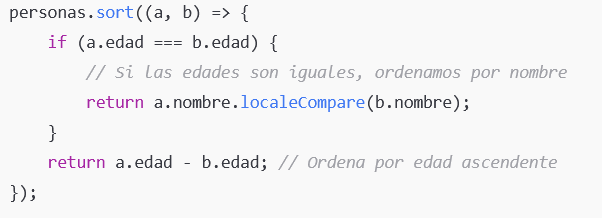 personas.sort((a, b) => {
    if (a.edad === b.edad) {
        // Si las edades son iguales, ordenamos por nombre
        return a.nombre.localeCompare(b.nombre);
    }
    return a.edad - b.edad; // Ordena por edad ascendente
});